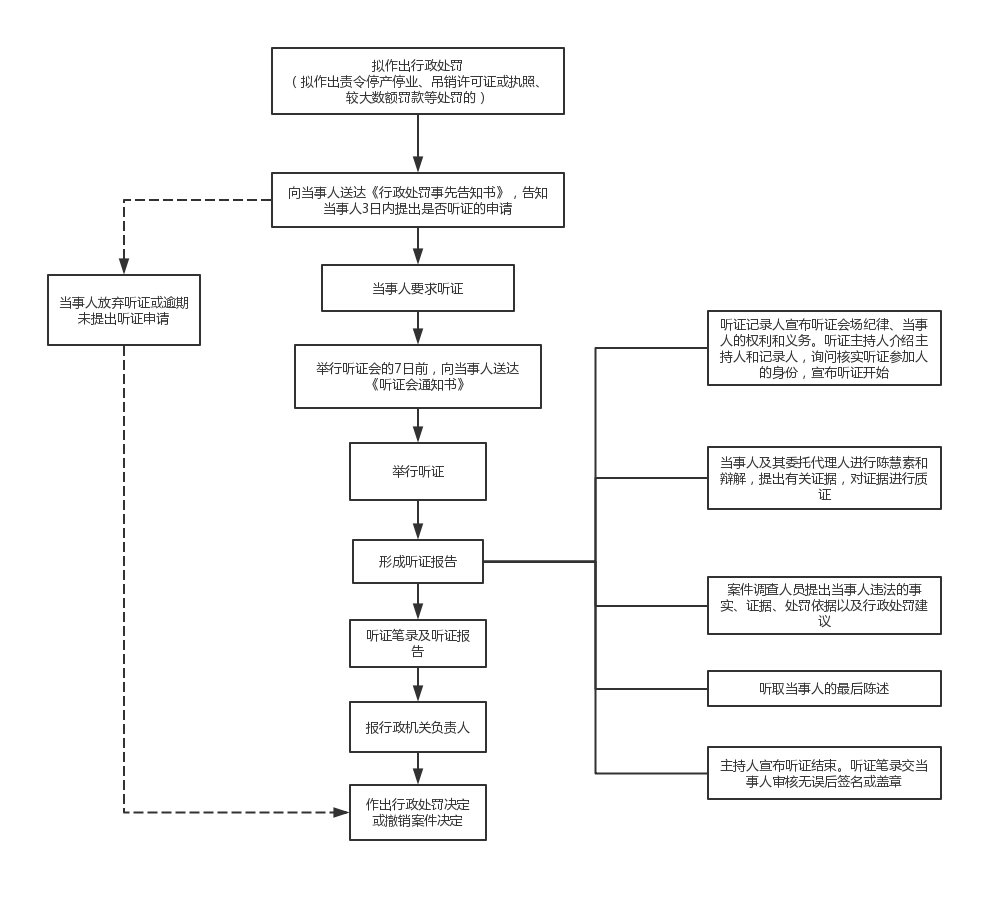 拟作出行政处罚
（拟作出责令停产停业、吊销许可证或执照、
较大数额罚款等处罚的）
向当事人送达《行政处罚事先告知书》，告知
当事人3日内提出是否听证的申请
当事人放弃听证或逾期
未提出听证申请
当事人要求听证
举行听证会的7日前，向当事人送达
《听证会通知书》
举行听证
形成听证报告
听证笔录及听证报
告
报行政机关负责人
作出行政处罚决定
或撤销案件决定
听证记录人宣布听证会场纪律、当事
人的权利和义务。听证主持人介绍主
持人和记录人，询问核实听证参加人
的身份，宣布听证开始
当事人及其委托代理人进行陈慧素和
辩解，提出有关证据，对证据进行质
证
案件调查人员提出当事人违法的事
实、证据、处罚依据以及行政处罚建
议
听取当事人的最后陈述
主持人宣布听证结束。听证笔录交当
事人审核无误后签名或盖章